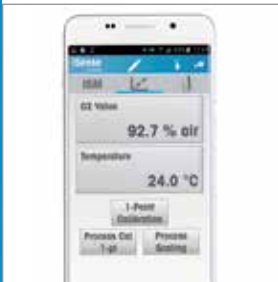 iSense
ISM
O2 Value
92.7 % air
Temperature
24.0 °C
1-Point
Calibration
Process Cal
1-pt
Process
Scaling